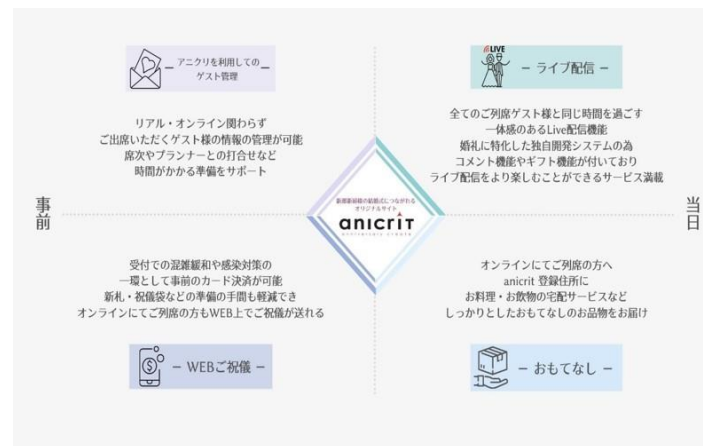 アニクリを利用しての
ゲスト管理
リアル・オンライン関わらず
ご出席いただくゲスト様の情報の管理が可能
席次やプランナーとの打合せなど
時間がかかる準備をサポート
LIVE
ライブ配信
全てのご列席ゲスト様と同じ時間を過ごす
一体感のあるLive配信機能
婚礼に特化した独自開発システムの為
コメント機能やギフト機能が付いており
ライブ配信をより楽しむことができるサービス満載
事前
新郎新婦様の結婚式につながれる
オリジナルサイト
anicrit
anniversary create
当日
受付での混雑緩和や感染対策の
一環として事前のカード決済が可能
新札・祝儀袋などの準備の手間も軽減でき
オンラインにてご列席の方もWEB上でご祝儀が送れる
WEBご祝儀
オンラインにてご列席の方へ
anicrit 登録住所に
お料理・お飲物の宅配サービスなど
しっかりとしたおもてなしのお品物をお届け
おもてなし